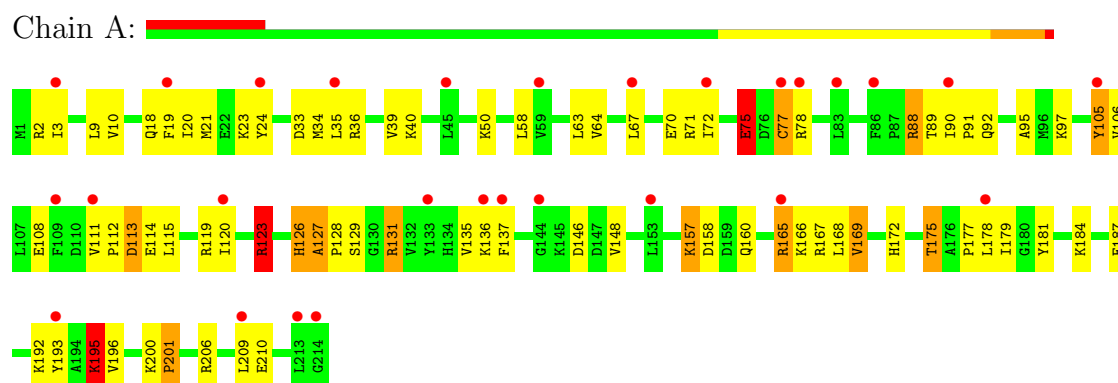 Chain A:
M1 R2 I3 L9 V10 Q18 F19 I20 M21 E22 K23 Y24 D33 M34 L35 R36 V39 K40 L45 K50 L58 V59 L63 V64 L67 E70 R71 I72 E75 D76 C77 R78 L83 F86 P87 R88 T89 I90 P91 Q92 A95 M96 K97 Y105
L107 E108 F109 D110 V111 P112 D113 E114 L115 R119 I120 R123 H126 A127 P128 S129 G130 R131 V132 Y133 H134 V135 K136 F137 G144 K145 D146 D147 V148 L153 K157 D158 D159 Q160 R165 K166 R167 L168 V169 H172 T175 A176 P177 L178 I179 G180 Y181 K184
K192 Y193 A194 K195 V196 K200 P201 R206 L209 E210 L213 G214